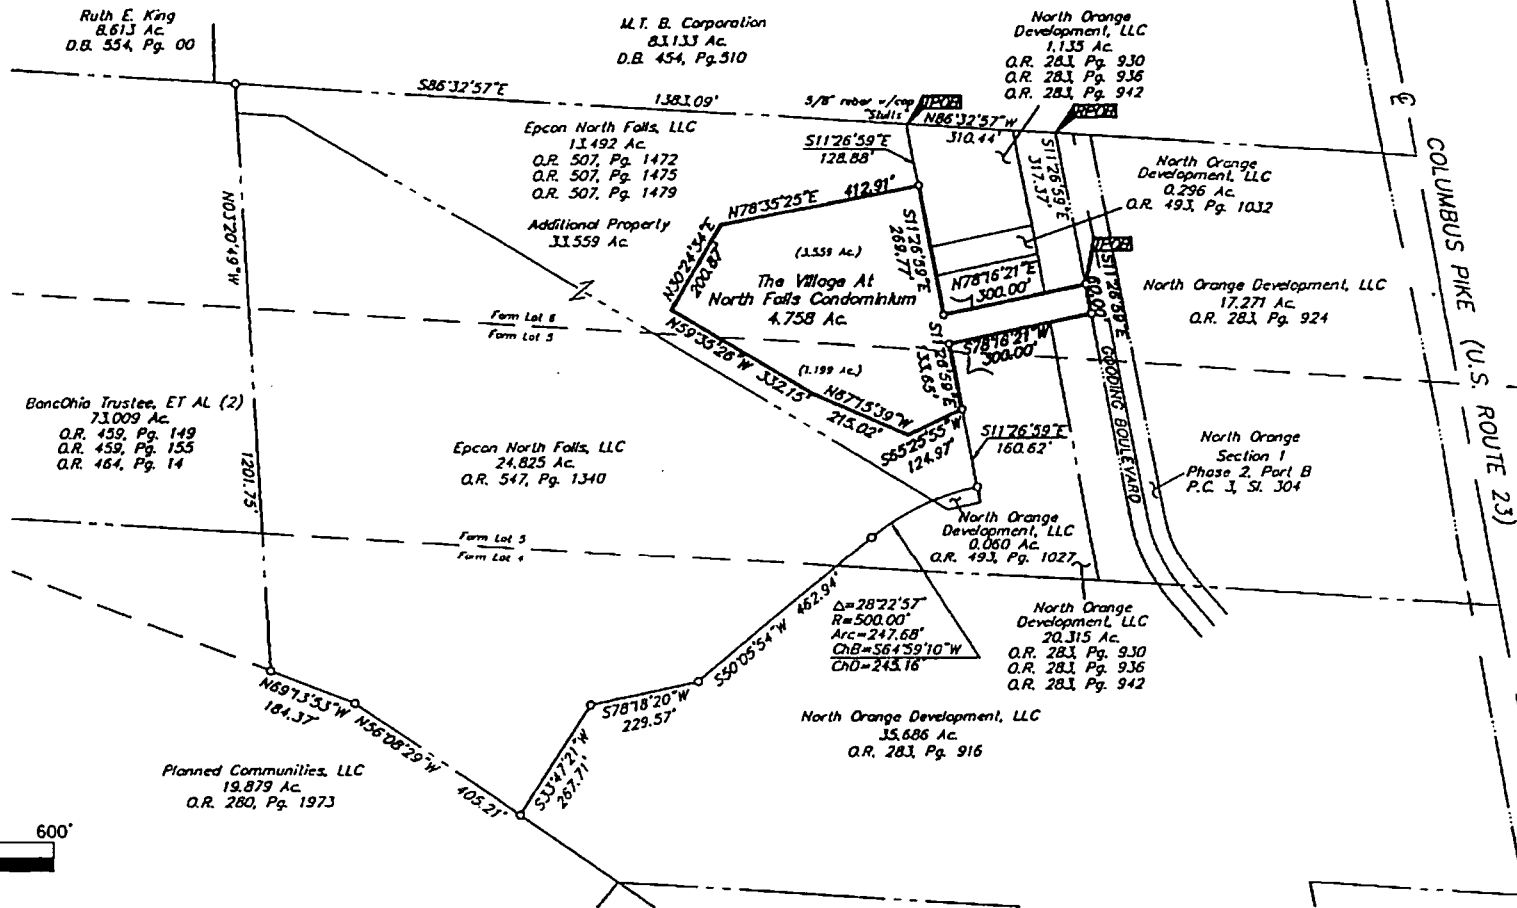 Ruth E. King
8.613 Ac.
D.B. 554, Pg. 00
M.T. B. Corporation
83.133 Ac.
D.B. 454, Pg.510
North Orange
Development, LLC
1.135 Ac.
O.R. 283, Pg. 930
O.R. 283, Pg. 936
O.R. 283, Pg. 942
S86°32'57"E
1383.09'
5/8" rebar w/cap
"Stults"
N86°32'57"W
310.44'
Epcon North Falls, LLC
13.492 Ac.
O.R. 507, Pg. 1472
O.R. 507, Pg. 1475
O.R. 507, Pg. 1479
Additional Property
33.559 Ac.
S11°26'59"E
128.88'
S11°26'59"E
317.37'
North Orange
Development, LLC
0.296 Ac.
O.R. 493, Pg. 1032
N78°35'25"E 412.91'
N30°24'34"E
200.87'
S11°26'59"E
269.77'
(3.559 Ac.)
The Village At
North Falls Condominium
4.758 Ac.
(1.199 Ac.)
N78°16'21"E
300.00'
S11°26'59"E
60.00'
S78°16'21"W
300.00'
North Orange Development, LLC
17.271 Ac.
O.R. 283, Pg. 924
COLUMBUS PIKE (U.S. ROUTE 23)
N03°20'49"W
1201.75'
Farm Lot 6
Farm Lot 5
N59°35'26"W 332.15'
N67°15'39"W
215.02'
S11°26'59"E
133.65'
S65°25'55"W
124.97'
S11°26'59"E
160.62'
GOODING BOULEVARD
BancOhio Trustee, ET AL (2)
73.009 Ac.
O.R. 459, Pg. 149
O.R. 459, Pg. 155
O.R. 464, Pg. 14
Epcon North Falls, LLC
24.825 Ac.
O.R. 547, Pg. 1340
North Orange
Section 1
Phase 2, Part B
P.C. 3, Sl. 304
Farm Lot 5
Farm Lot 4
North Orange
Development, LLC
0.060 Ac.
O.R. 493, Pg. 1027
Δ=28°22'57"
R=500.00'
Arc=247.68'
ChB=S64°59'10"W
ChD=245.16'
North Orange
Development, LLC
20.315 Ac.
O.R. 283, Pg. 930
O.R. 283, Pg. 936
O.R. 283, Pg. 942
S50°05'54"W 462.94'
S78°18'20"W
229.57'
S33°47'21"W
267.71'
N69°13'53"W
184.37'
N56°08'29"W
405.21'
North Orange Development, LLC
35.686 Ac.
O.R. 283, Pg. 916
Planned Communities, LLC
19.879 Ac.
O.R. 280, Pg. 1973
600'